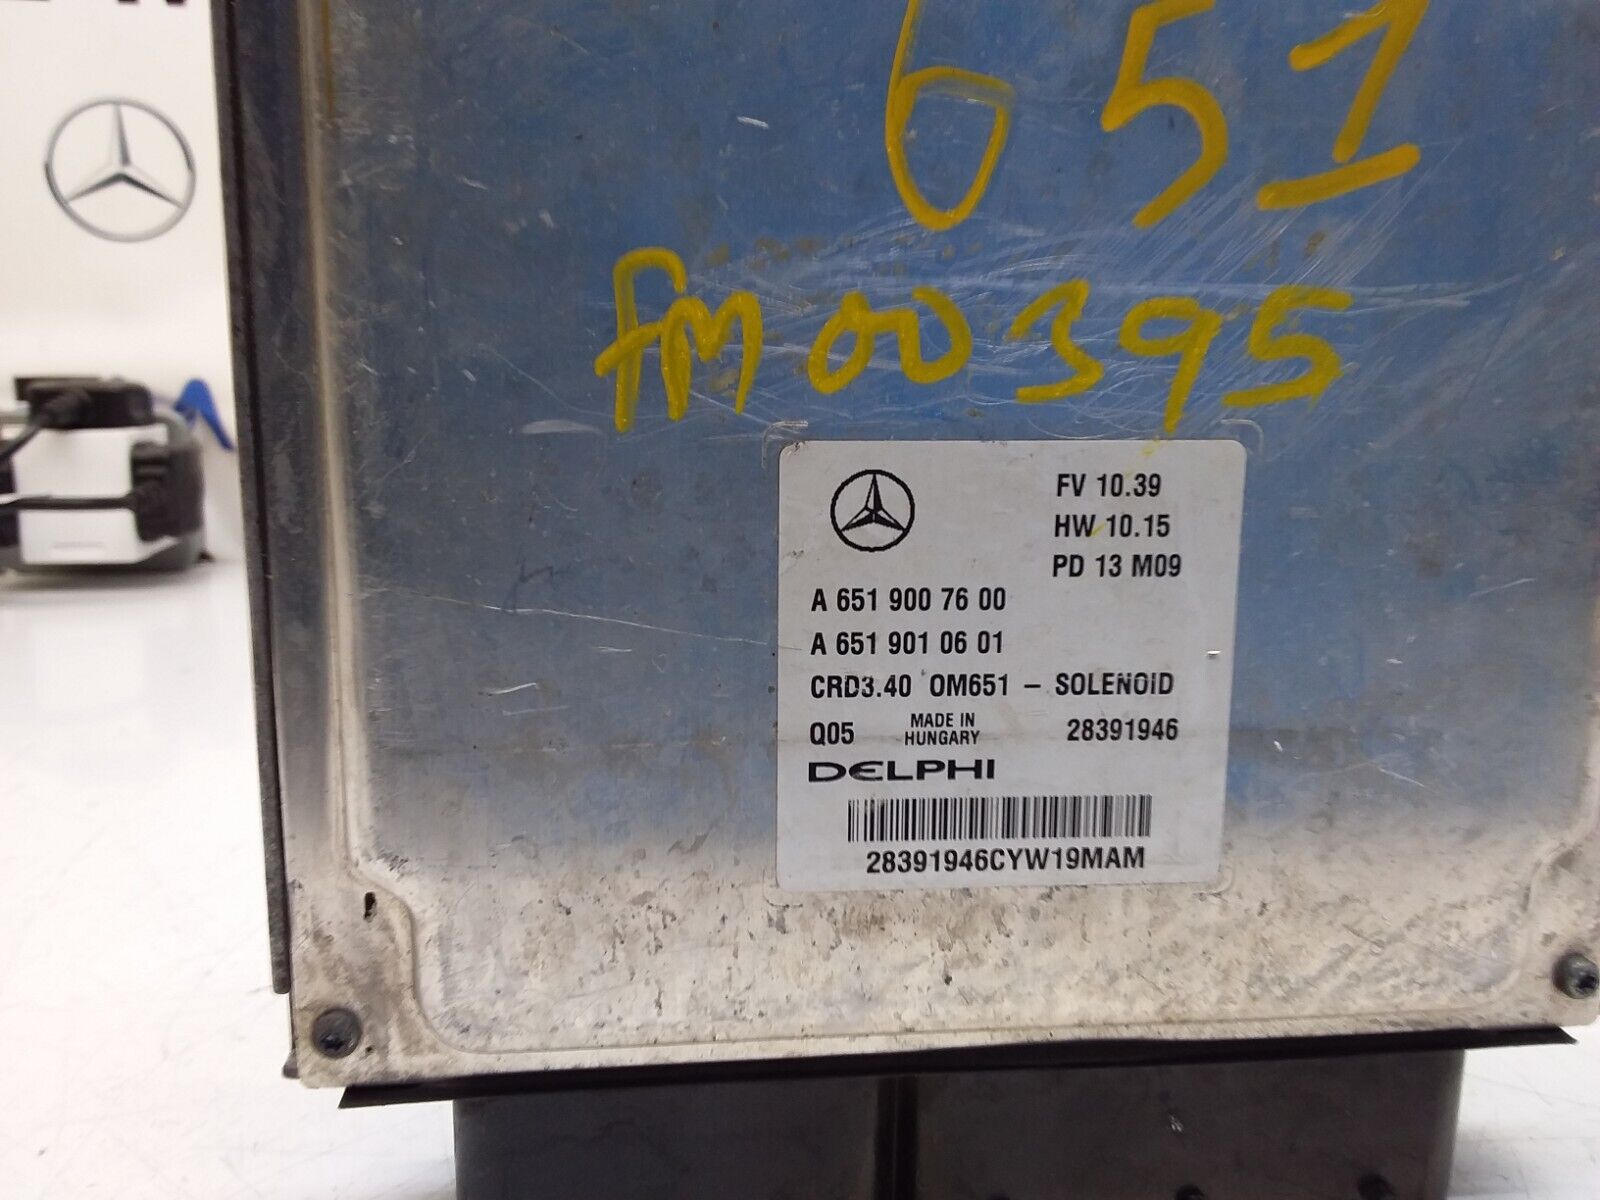 651
FM00395
FV 10.39
HW 10.15
PD 13 M09
A 651 900 76 00
A 651 901 06 01
CRD3.40 OM651 – SOLENOID
Q05 MADE IN HUNGARY 28391946
DELPHI
28391946CYW19MAM